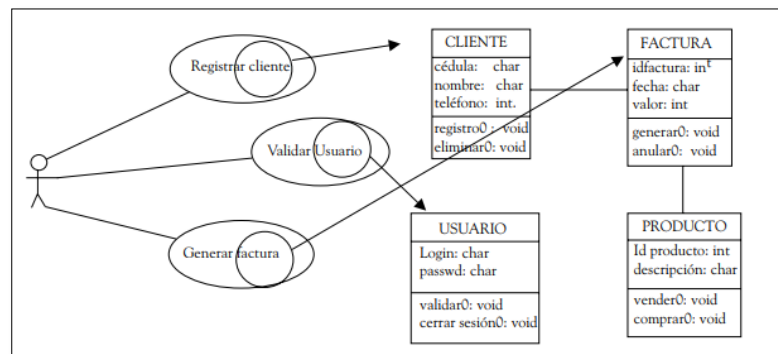 Registrar cliente
Validar Usuario
Generar factura
CLIENTE
cédula: char
nombre: char
teléfono: int.
registro(): void
eliminar(): void
FACTURA
idfactura: int
fecha: char
valor: int
generar(): void
anular(): void
USUARIO
Login: char
passwd: char
validar(): void
cerrar sesión(): void
PRODUCTO
Id producto: int
descripción: char
vender(): void
comprar(): void